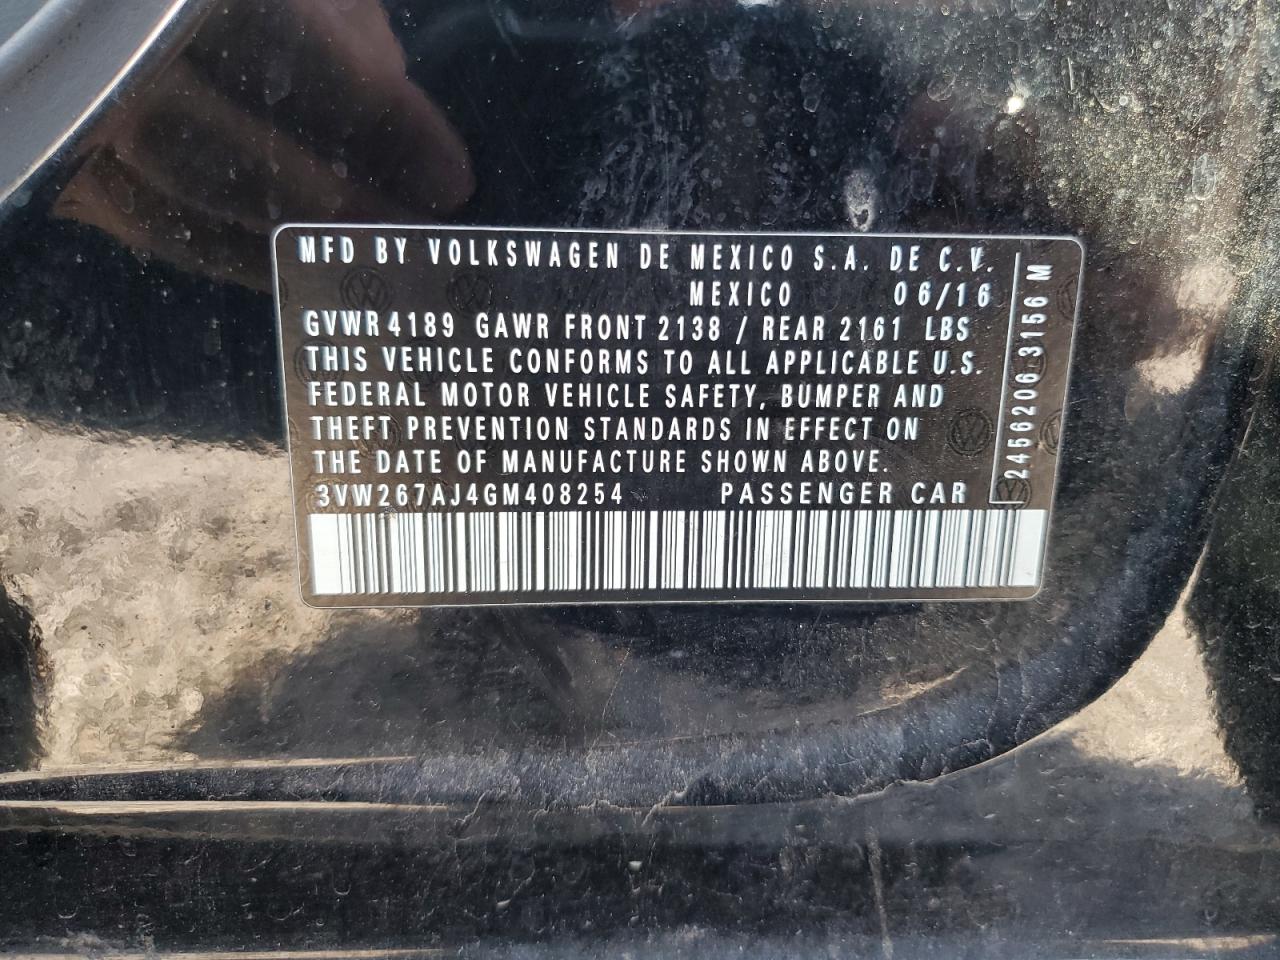 MFD BY VOLKSWAGEN DE MEXICO S.A. DE C.V.
MEXICO 06/16
GVWR 4189 GAWR FRONT 2138 / REAR 2161 LBS
THIS VEHICLE CONFORMS TO ALL APPLICABLE U.S.
FEDERAL MOTOR VEHICLE SAFETY, BUMPER AND
THEFT PREVENTION STANDARDS IN EFFECT ON
THE DATE OF MANUFACTURE SHOWN ABOVE.
3VW267AJ4GM408254 PASSENGER CAR
2456206 3156 M